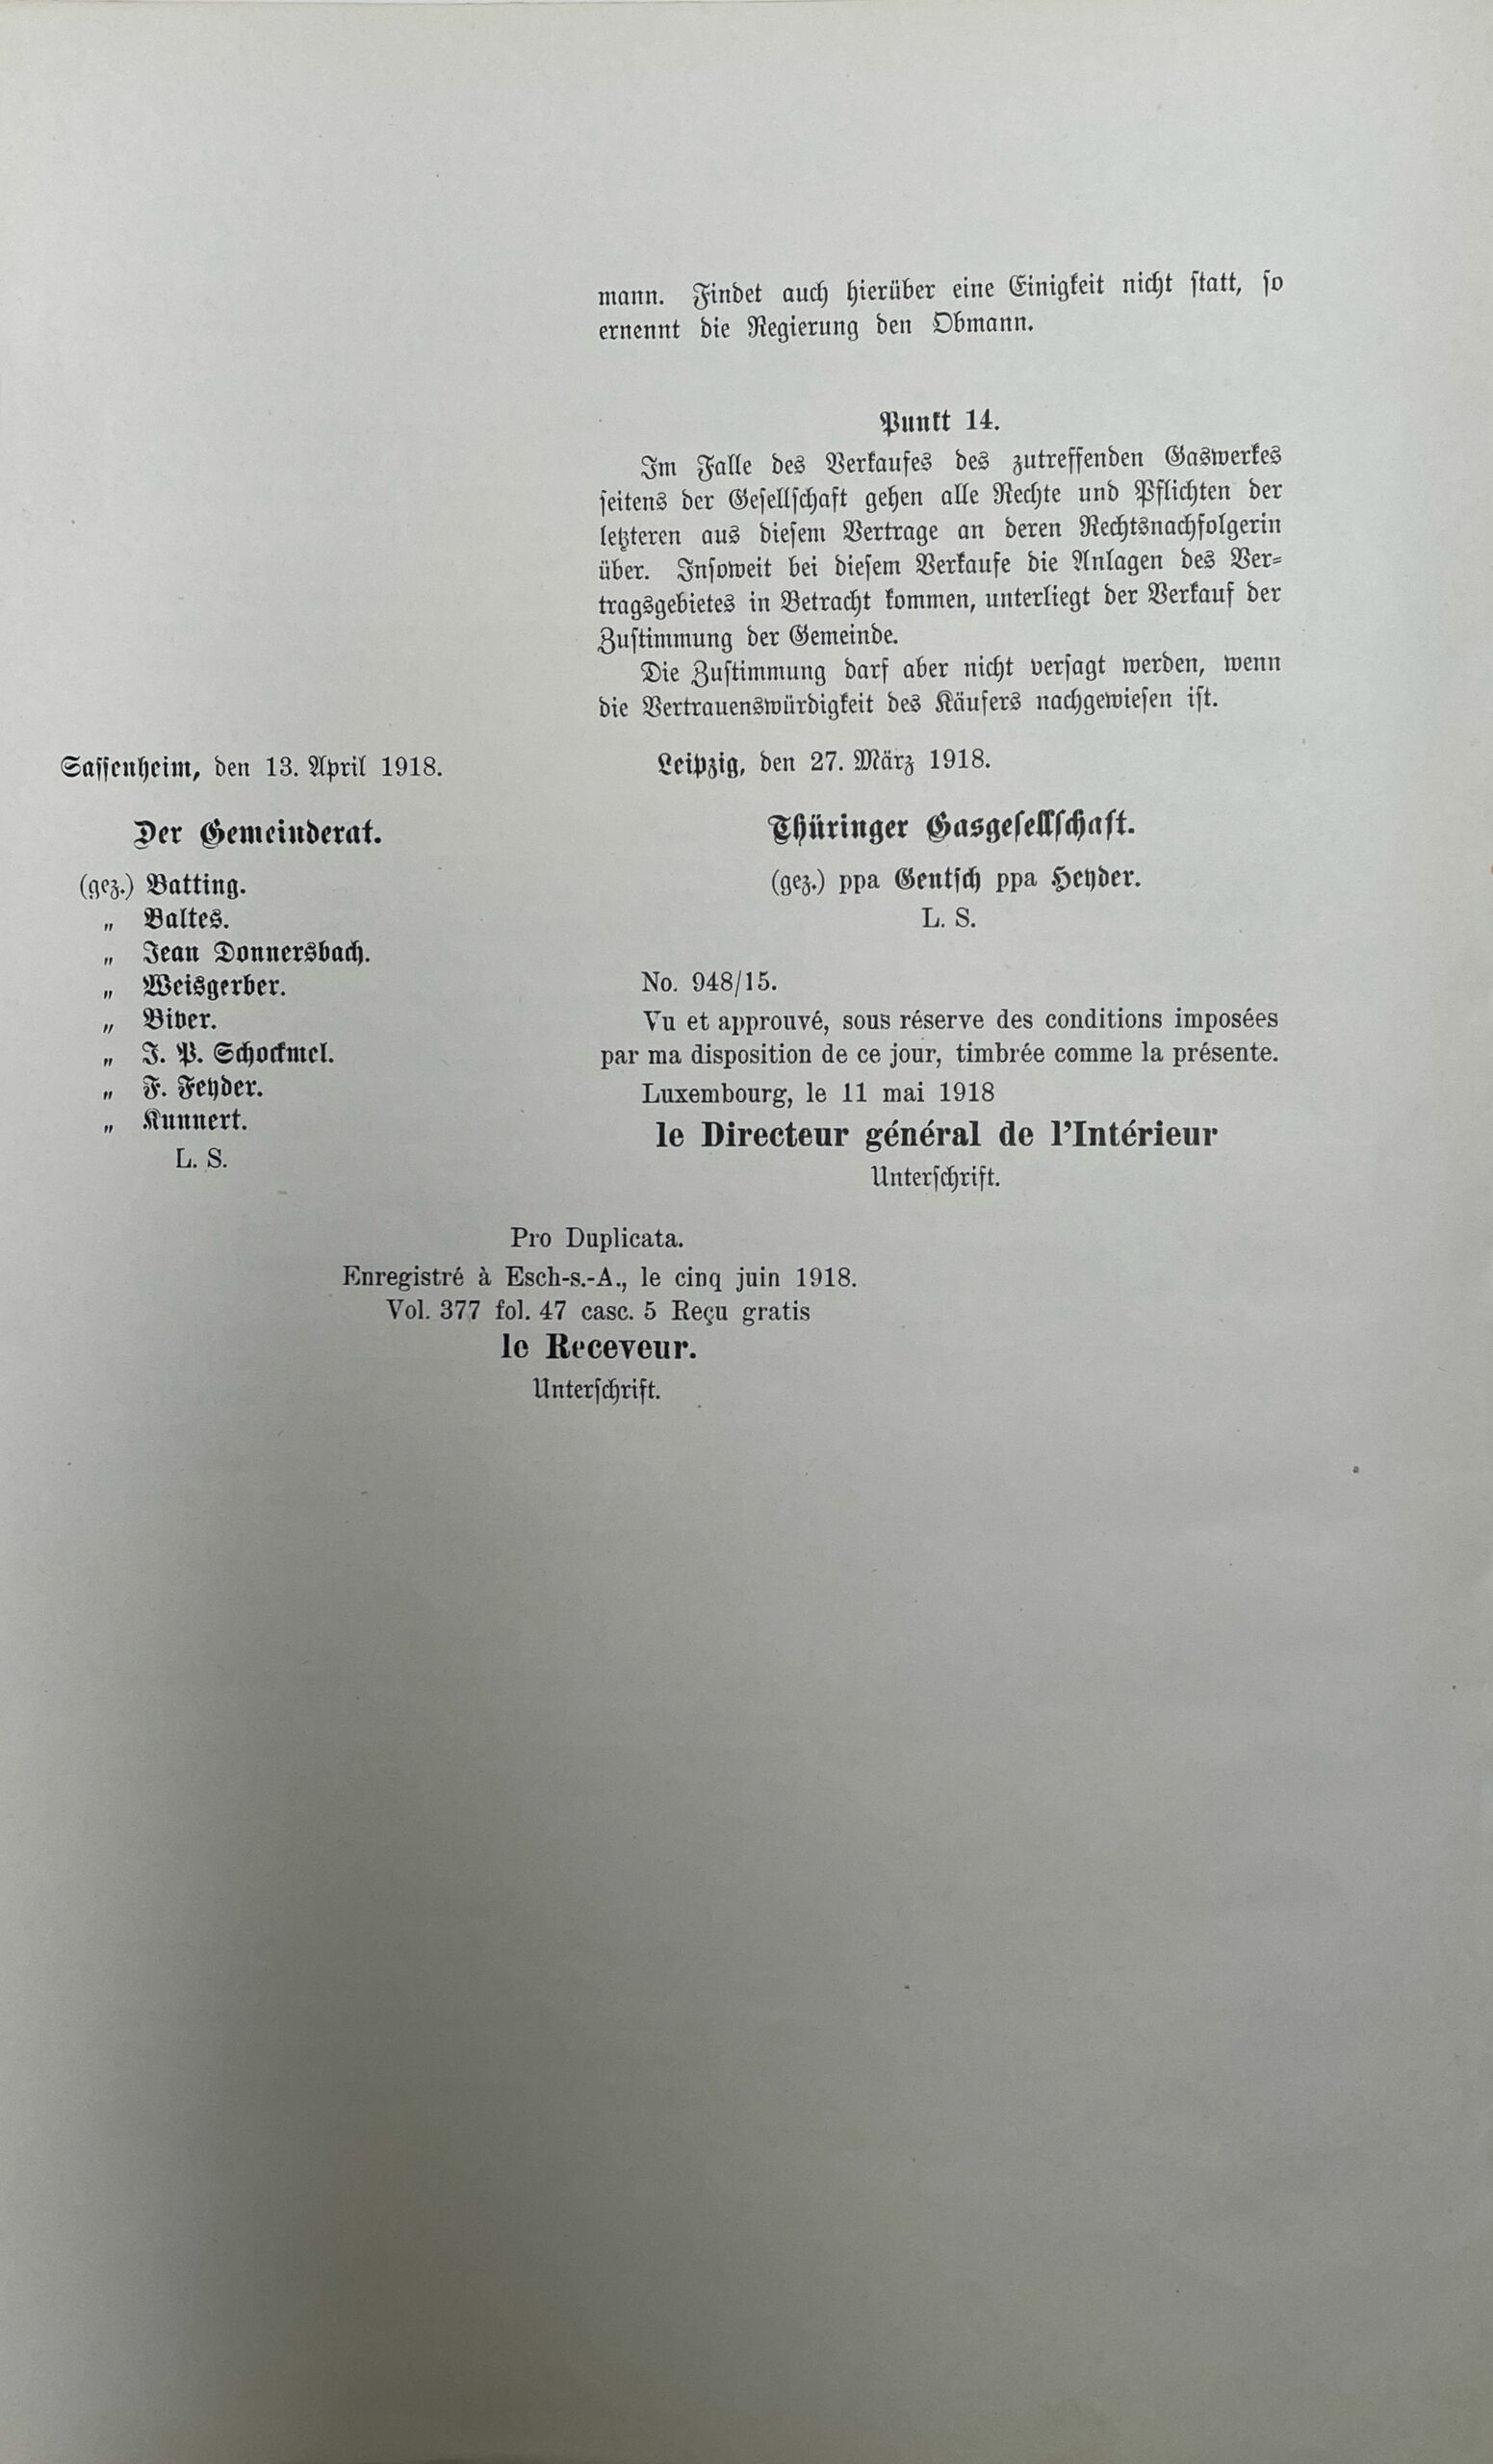 mann. Findet auch hierüber eine Einigkeit nicht statt, so
ernennt die Regierung den Obmann.
Punkt 14.
Im Falle des Verkaufes des zutreffenden Gaswerkes
seitens der Gesellschaft gehen alle Rechte und Pflichten der
letzteren aus diesem Vertrage an deren Rechtsnachfolgerin
über. Insoweit bei diesem Verkaufe die Anlagen des Ver-
tragsgebietes in Betracht kommen, unterliegt der Verkauf der
Zustimmung der Gemeinde.
Die Zustimmung darf aber nicht versagt werden, wenn
die Vertrauenswürdigkeit des Käufers nachgewiesen ist.
Sassenheim, den 13. April 1918.
Der Gemeinderat.
(gez.) Batting.
„ Baltes.
„ Jean Donnersbach.
„ Weisgerber.
„ Biver.
„ J. P. Schockmel.
„ F. Feyder.
„ Kunnert.
L. S.
Leipzig, den 27. März 1918.
Thüringer Gasgesellschaft.
(gez.) ppa Gentsch ppa Heyder.
L. S.
No. 948/15.
Vu et approuvé, sous réserve des conditions imposées
par ma disposition de ce jour, timbrée comme la présente.
Luxembourg, le 11 mai 1918
le Directeur général de l'Intérieur
Unterschrift.
Pro Duplicata.
Enregistré à Esch-s.-A., le cinq juin 1918.
Vol. 377 fol. 47 casc. 5 Reçu gratis
le Receveur.
Unterschrift.